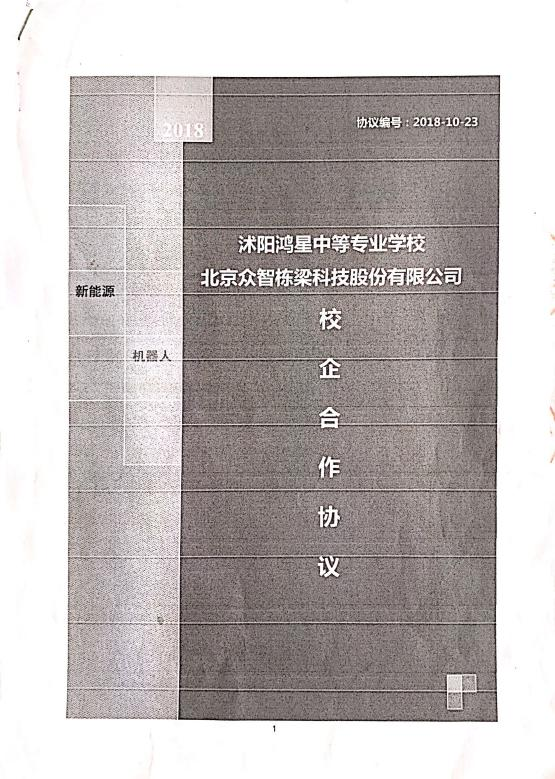 2018
协议编号：2018-10-23
沭阳鸿星中等专业学校
北京众智栋梁科技股份有限公司
新能源
机器人
校
企
合
作
协
议
1